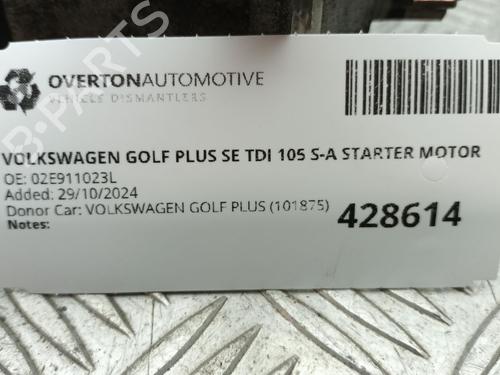 OVERTONAUTOMOTIVE
VEHICLE DISMANTLERS
VOLKSWAGEN GOLF PLUS SE TDI 105 S-A STARTER MOTOR
OE: 02E911023L
Added: 29/10/2024
Donor Car: VOLKSWAGEN GOLF PLUS (101875)
428614
Notes:
B-PARTS